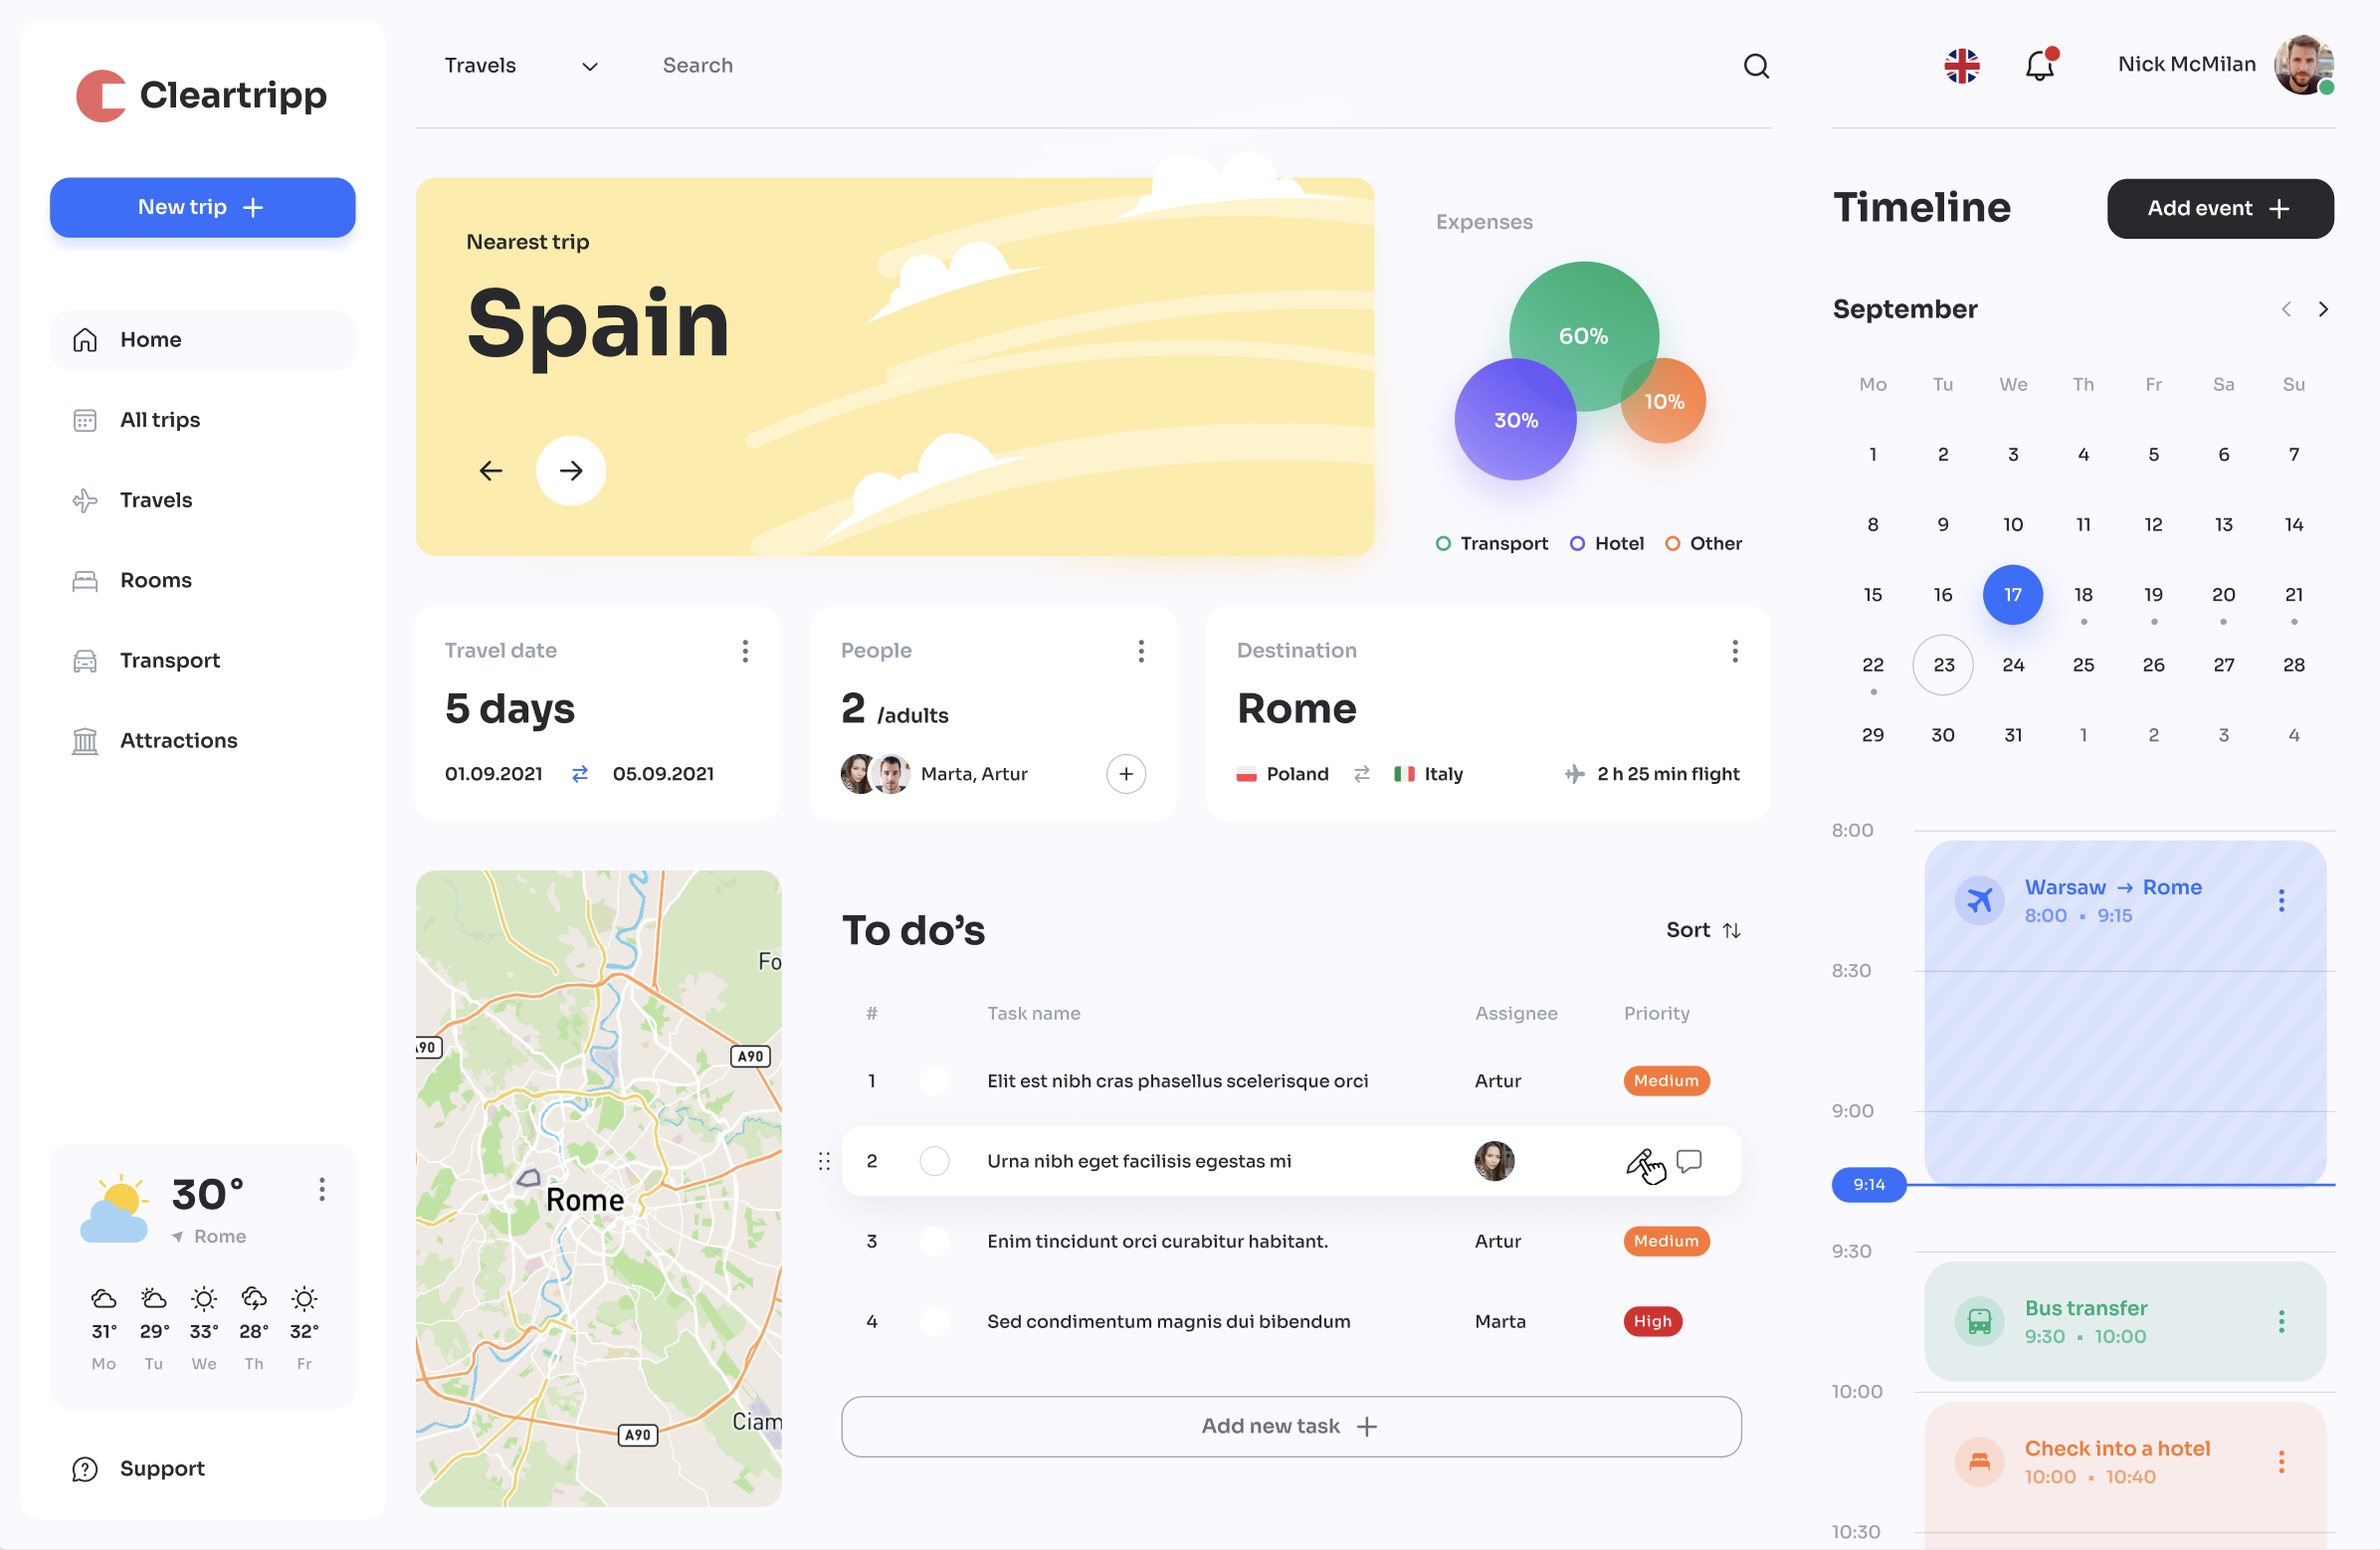 Cleartripp
New trip
Home
All trips
Travels
Rooms
Transport
Attractions
30°
Rome
31° 29° 33° 28° 32°
Mo Tu We Th Fr
Support
Travels
Search
Nick McMilan
Nearest trip
Spain
Expenses
60%
30%
10%
Transport Hotel Other
Travel date
5 days
01.09.2021 05.09.2021
People
2 /adults
Marta, Artur
Destination
Rome
Poland Italy 2 h 25 min flight
Fo
A90
A90
Rome
Ciam
A90
To do’s
Sort
# Task name Assignee Priority
1 Elit est nibh cras phasellus scelerisque orci Artur Medium
2 Urna nibh eget facilisis egestas mi
3 Enim tincidunt orci curabitur habitant. Artur Medium
4 Sed condimentum magnis dui bibendum Marta High
Add new task
Timeline
Add event
September
Mo Tu We Th Fr Sa Su
1 2 3 4 5 6 7
8 9 10 11 12 13 14
15 16 17 18 19 20 21
22 23 24 25 26 27 28
29 30 31 1 2 3 4
8:00
Warsaw → Rome
8:00 • 9:15
8:30
9:00
9:14
9:30
Bus transfer
9:30 • 10:00
10:00
Check into a hotel
10:00 • 10:40
10:30